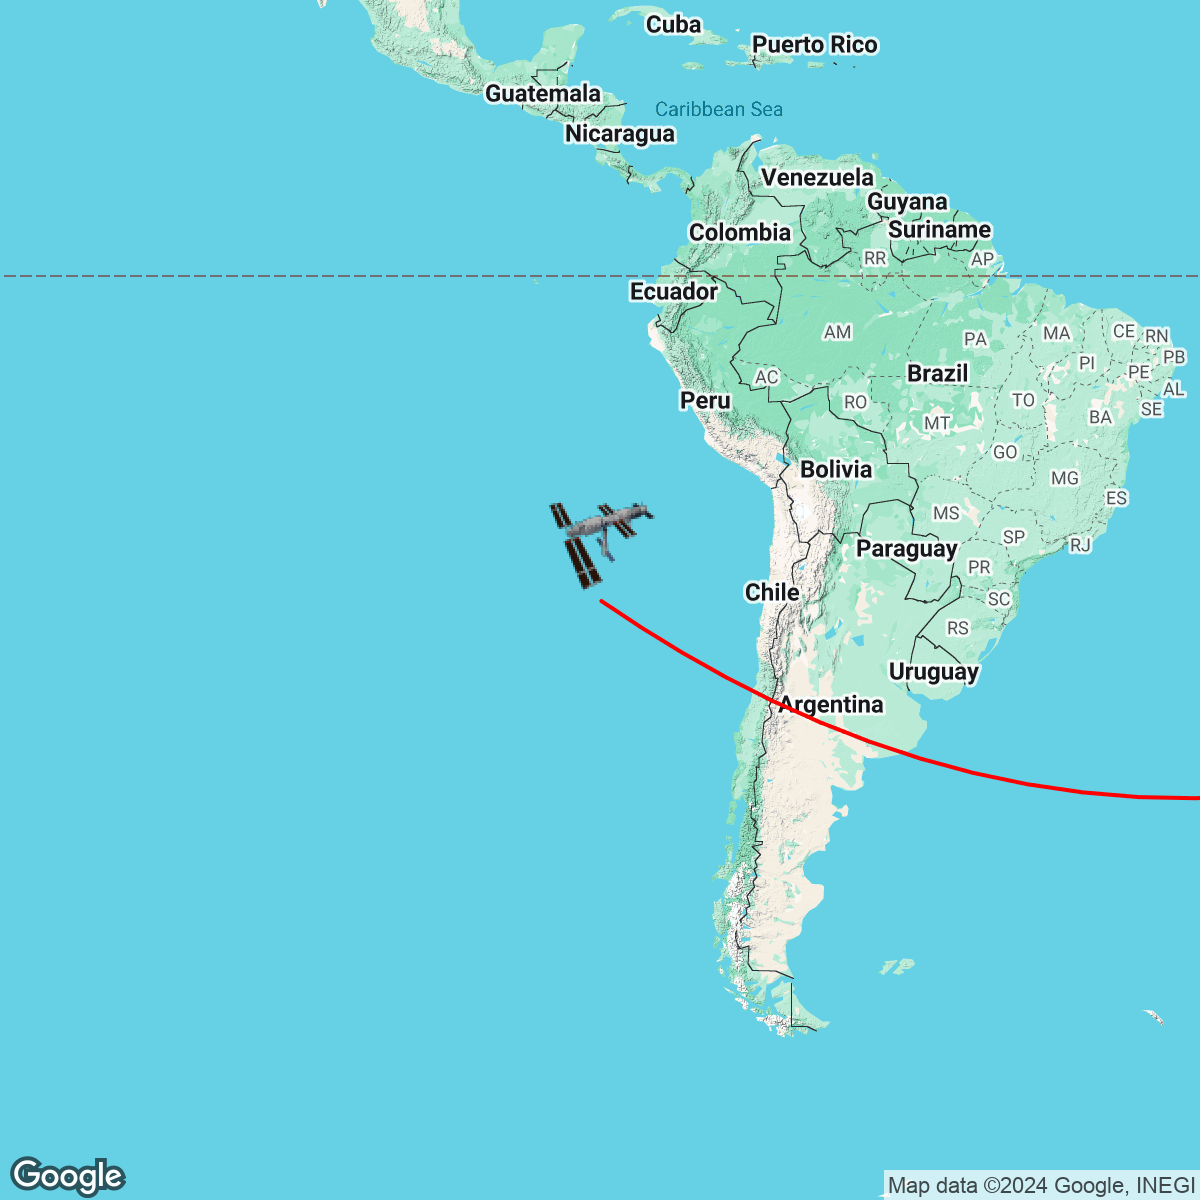 Cuba
Puerto Rico
Guatemala
Caribbean Sea
Nicaragua
Venezuela
Guyana
Suriname
Colombia
RR
AP
Ecuador
AM
PA
MA
CE
RN
PB
PI
PE
AL
AC
Brazil
TO
SE
Peru
RO
MT
BA
GO
Bolivia
MG
ES
MS
SP
RJ
Paraguay
PR
Chile
SC
RS
Uruguay
Argentina
Google
Map data ©2024 Google, INEGI